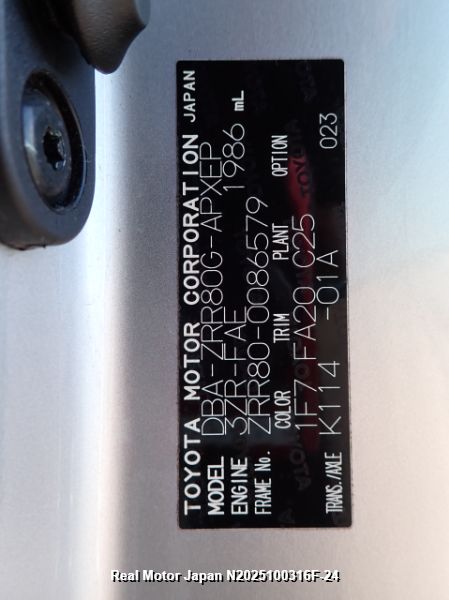 TOYOTA MOTOR CORPORATION JAPAN
MODEL DBA-ZRR80G-APXEP
ENGINE 3ZR-FAE 1986 mL
FRAME No. ZRR80-0086579
COLOR TRIM PLANT OPTION
1F7 FA20 C25
TRANS./AXLE K114 -01A 023
Real Motor Japan N2025100316F-24